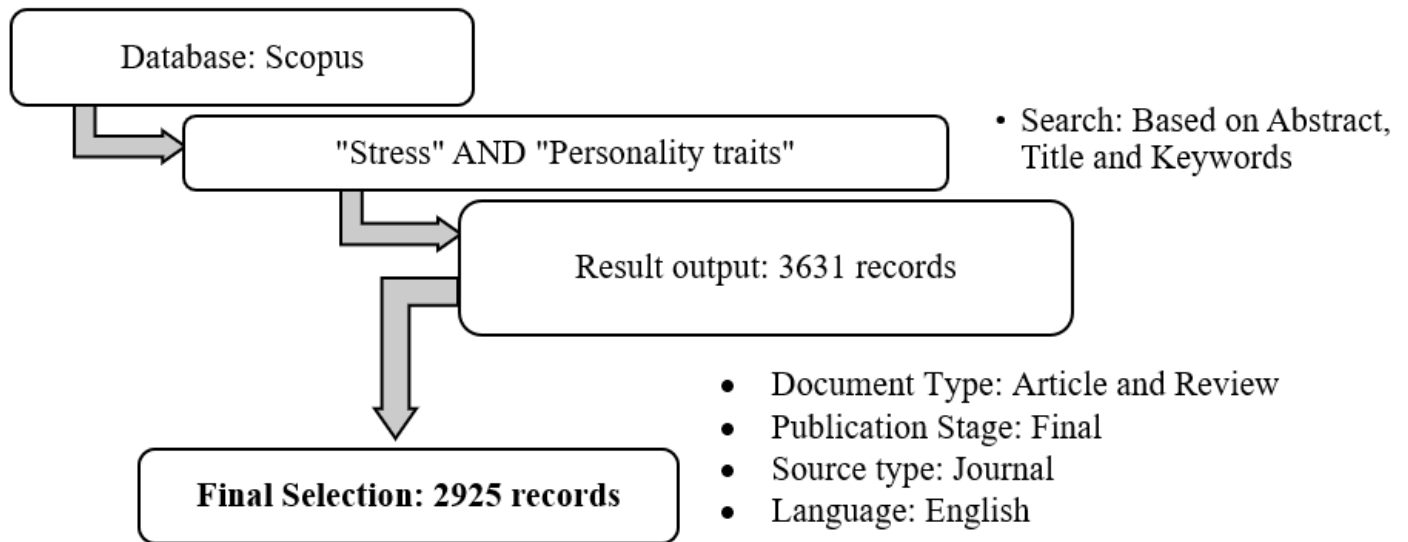 Database: Scopus
"Stress" AND "Personality traits"
• Search: Based on Abstract,
Title and Keywords
Result output: 3631 records
• Document Type: Article and Review
• Publication Stage: Final
• Source type: Journal
• Language: English
Final Selection: 2925 records